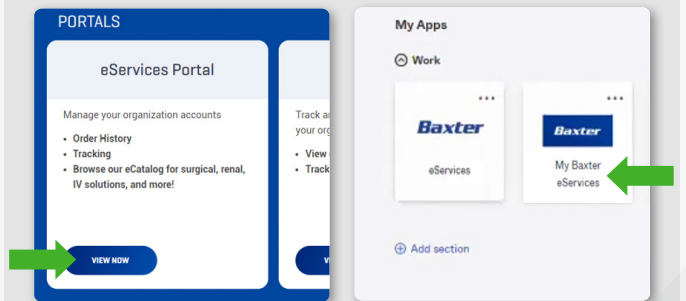 PORTALS
eServices Portal
Manage your organization accounts
• Order History
• Tracking
• Browse our eCatalog for surgical, renal,
IV solutions, and more!
VIEW NOW
Track
your
• View
• Track
My Apps
Work
Baxter
eServices
Baxter
My Baxter
eServices
Add section